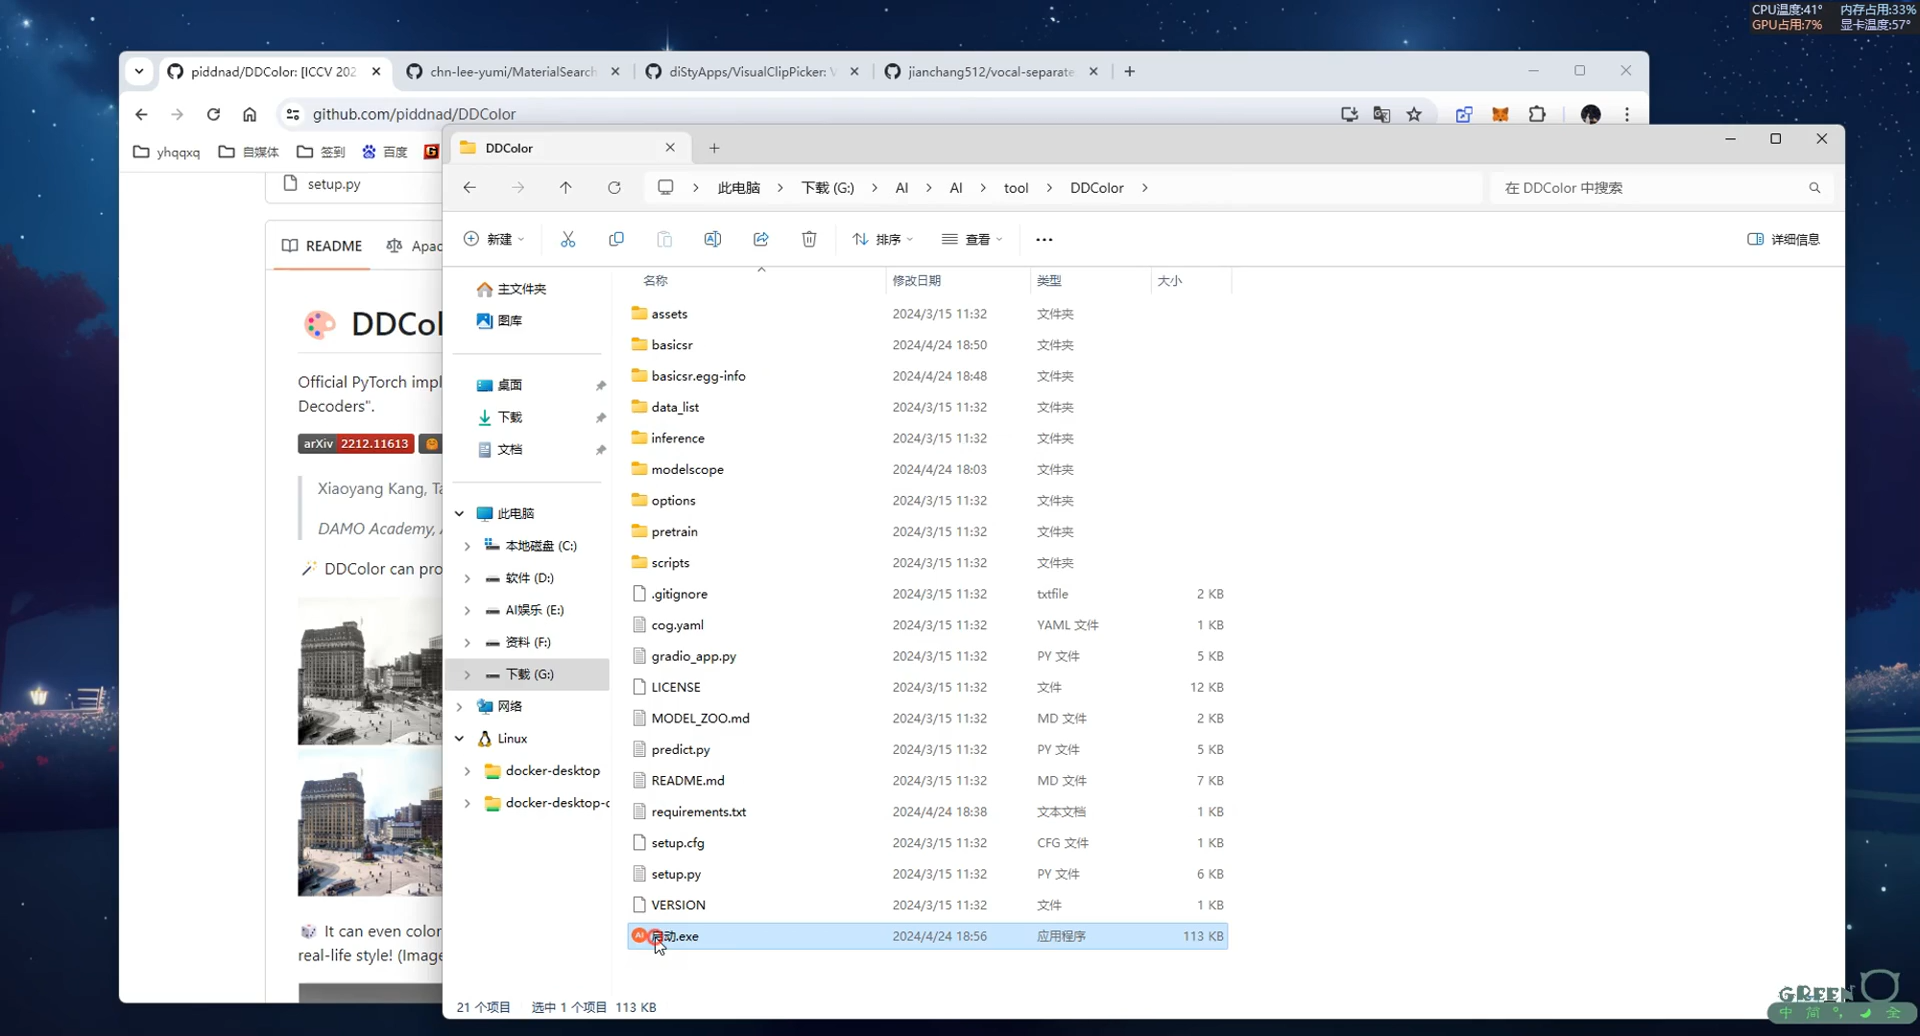 CPU温度:41° 内存占用:33%
GPU占用:7% 显卡温度:57°
piddnad/DDColor: [ICCV 202
chn-lee-yumi/MaterialSearch
diStyApps/VisualClipPicker: V
jianchang512/vocal-separate
github.com/piddnad/DDColor
yhqqxq 自媒体 签到 百度
setup.py
README Apac
DDCol
Official PyTorch impl
Decoders".
arXiv 2212.11613
Xiaoyang Kang, Ta
DAMO Academy, A
DDColor can pro
It can even color
real-life style! (Image
DDColor
此电脑 > 下载 (G:) > AI > AI > tool > DDColor >
在 DDColor 中搜索
新建 排序 查看 ··· 详细信息
主文件夹
图库
桌面
下载
文档
此电脑
本地磁盘 (C:)
软件 (D:)
AI娱乐 (E:)
资料 (F:)
下载 (G:)
网络
Linux
docker-desktop
docker-desktop-d
名称 修改日期 类型 大小
assets 2024/3/15 11:32 文件夹
basicsr 2024/4/24 18:50 文件夹
basicsr.egg-info 2024/4/24 18:48 文件夹
data_list 2024/3/15 11:32 文件夹
inference 2024/3/15 11:32 文件夹
modelscope 2024/4/24 18:03 文件夹
options 2024/3/15 11:32 文件夹
pretrain 2024/3/15 11:32 文件夹
scripts 2024/3/15 11:32 文件夹
.gitignore 2024/3/15 11:32 txtfile 2 KB
cog.yaml 2024/3/15 11:32 YAML 文件 1 KB
gradio_app.py 2024/3/15 11:32 PY 文件 5 KB
LICENSE 2024/3/15 11:32 文件 12 KB
MODEL_ZOO.md 2024/3/15 11:32 MD 文件 2 KB
predict.py 2024/3/15 11:32 PY 文件 5 KB
README.md 2024/3/15 11:32 MD 文件 7 KB
requirements.txt 2024/4/24 18:38 文本文档 1 KB
setup.cfg 2024/3/15 11:32 CFG 文件 1 KB
setup.py 2024/3/15 11:32 PY 文件 6 KB
VERSION 2024/3/15 11:32 文件 1 KB
启动.exe 2024/4/24 18:56 应用程序 113 KB
21 个项目 选中 1 个项目 113 KB
GREEN
中 简 °, 全